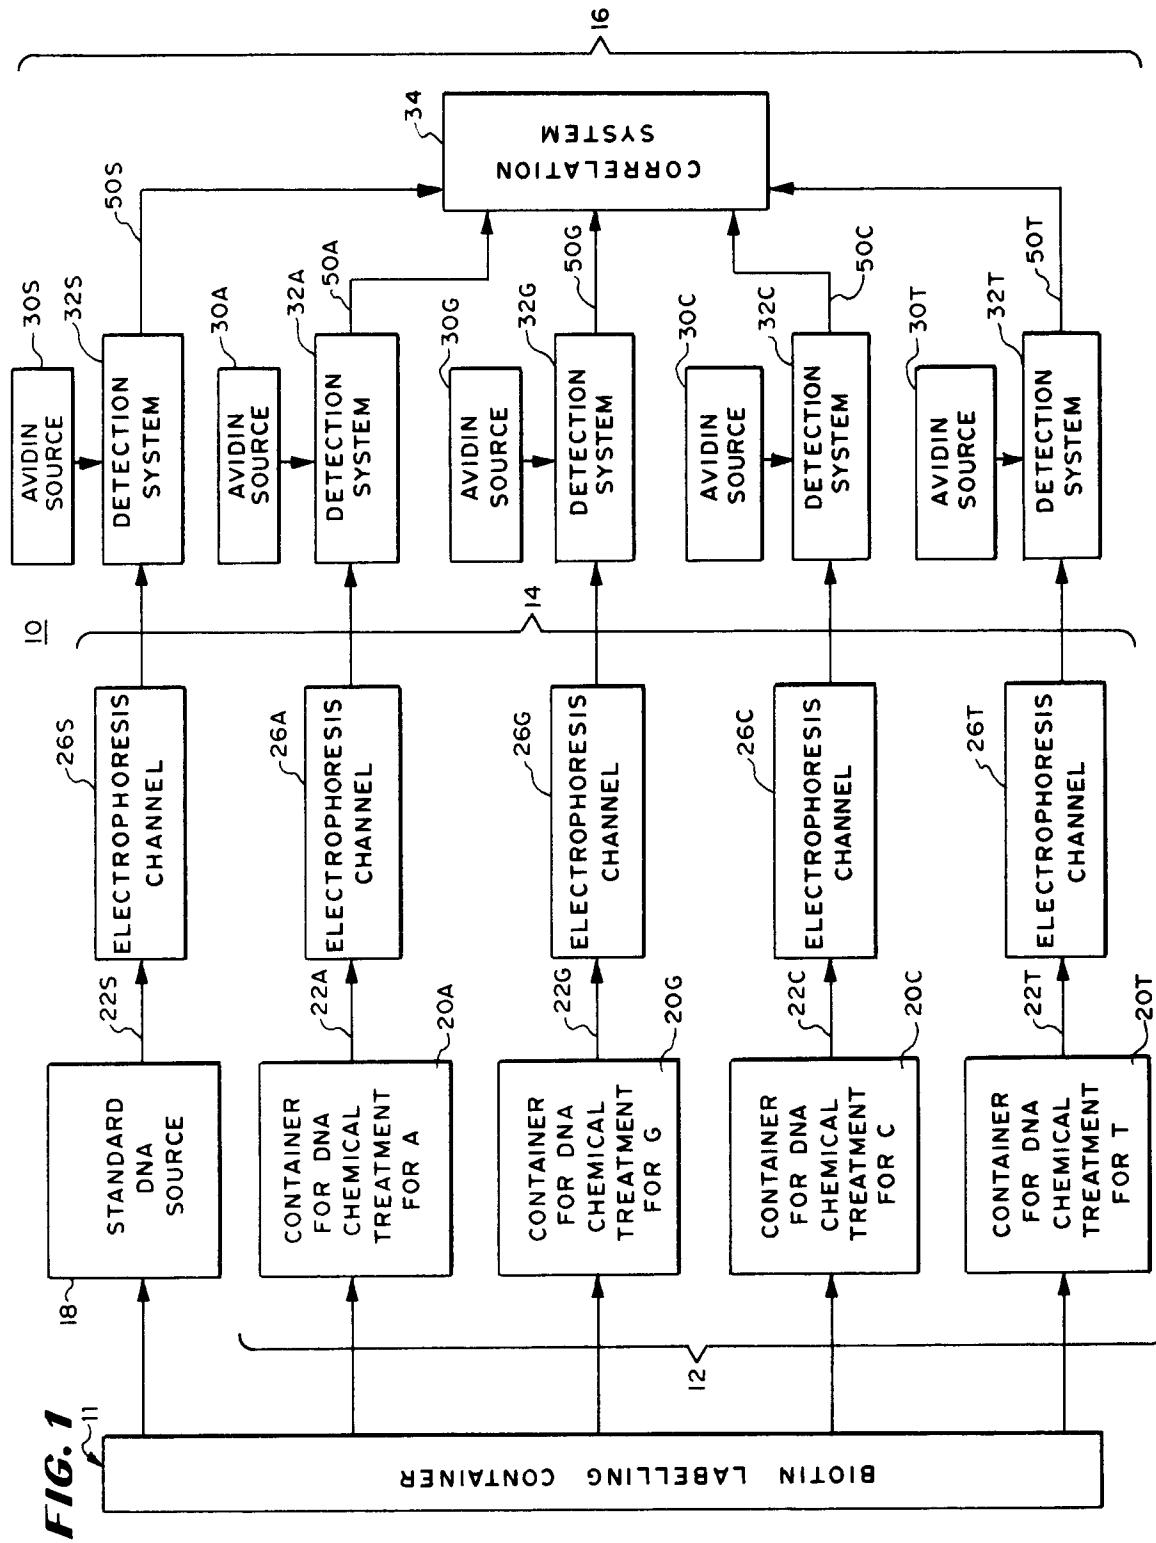 FIG. 1
10
11
BIOTIN LABELLING CONTAINER
12
14
16
18
STANDARD
DNA
SOURCE
22S
26S
ELECTROPHORESIS
CHANNEL
AVIDIN
SOURCE
30S
32S
DETECTION
SYSTEM
50S
CONTAINER
FOR DNA
CHEMICAL
TREATMENT
FOR A
20A
22A
26A
ELECTROPHORESIS
CHANNEL
AVIDIN
SOURCE
30A
32A
DETECTION
SYSTEM
50A
CONTAINER
FOR DNA
CHEMICAL
TREATMENT
FOR G
20G
22G
26G
ELECTROPHORESIS
CHANNEL
AVIDIN
SOURCE
30G
32G
DETECTION
SYSTEM
50G
CONTAINER
FOR DNA
CHEMICAL
TREATMENT
FOR C
20C
22C
26C
ELECTROPHORESIS
CHANNEL
AVIDIN
SOURCE
30C
32C
DETECTION
SYSTEM
50C
CONTAINER
FOR DNA
CHEMICAL
TREATMENT
FOR T
20T
22T
26T
ELECTROPHORESIS
CHANNEL
AVIDIN
SOURCE
30T
32T
DETECTION
SYSTEM
50T
34
CORRELATION
SYSTEM